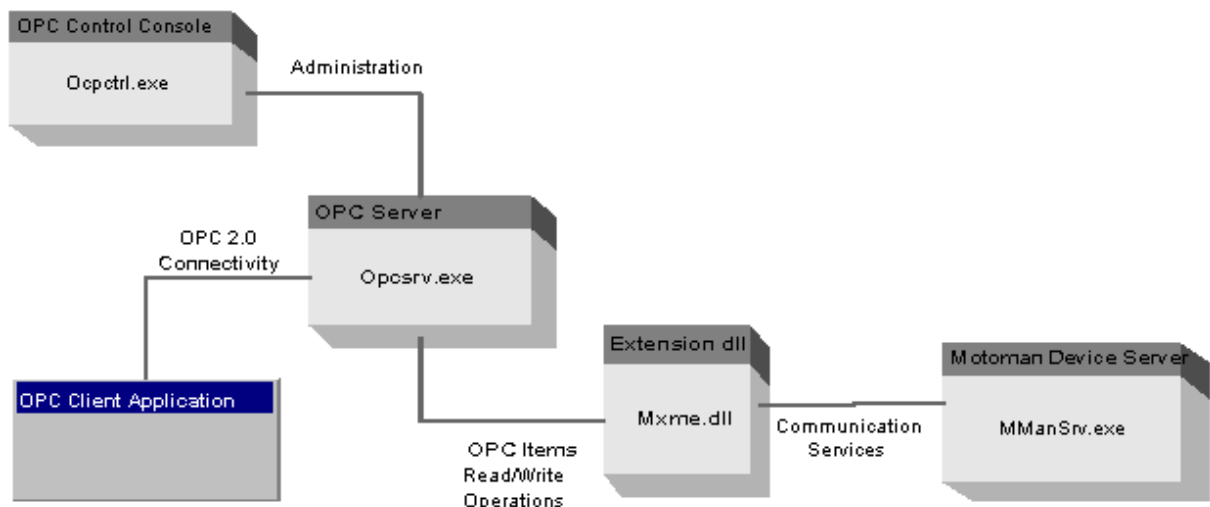 OPC Control Console
Ocpctrl.exe
Administration
OPC Server
Opcsrv.exe
OPC 2.0
Connectivity
OPC Client Application
Extension dll
Mxme.dll
OPC Items
Read/Write
Operations
Communication
Services
Motoman Device Server
MManSrv.exe